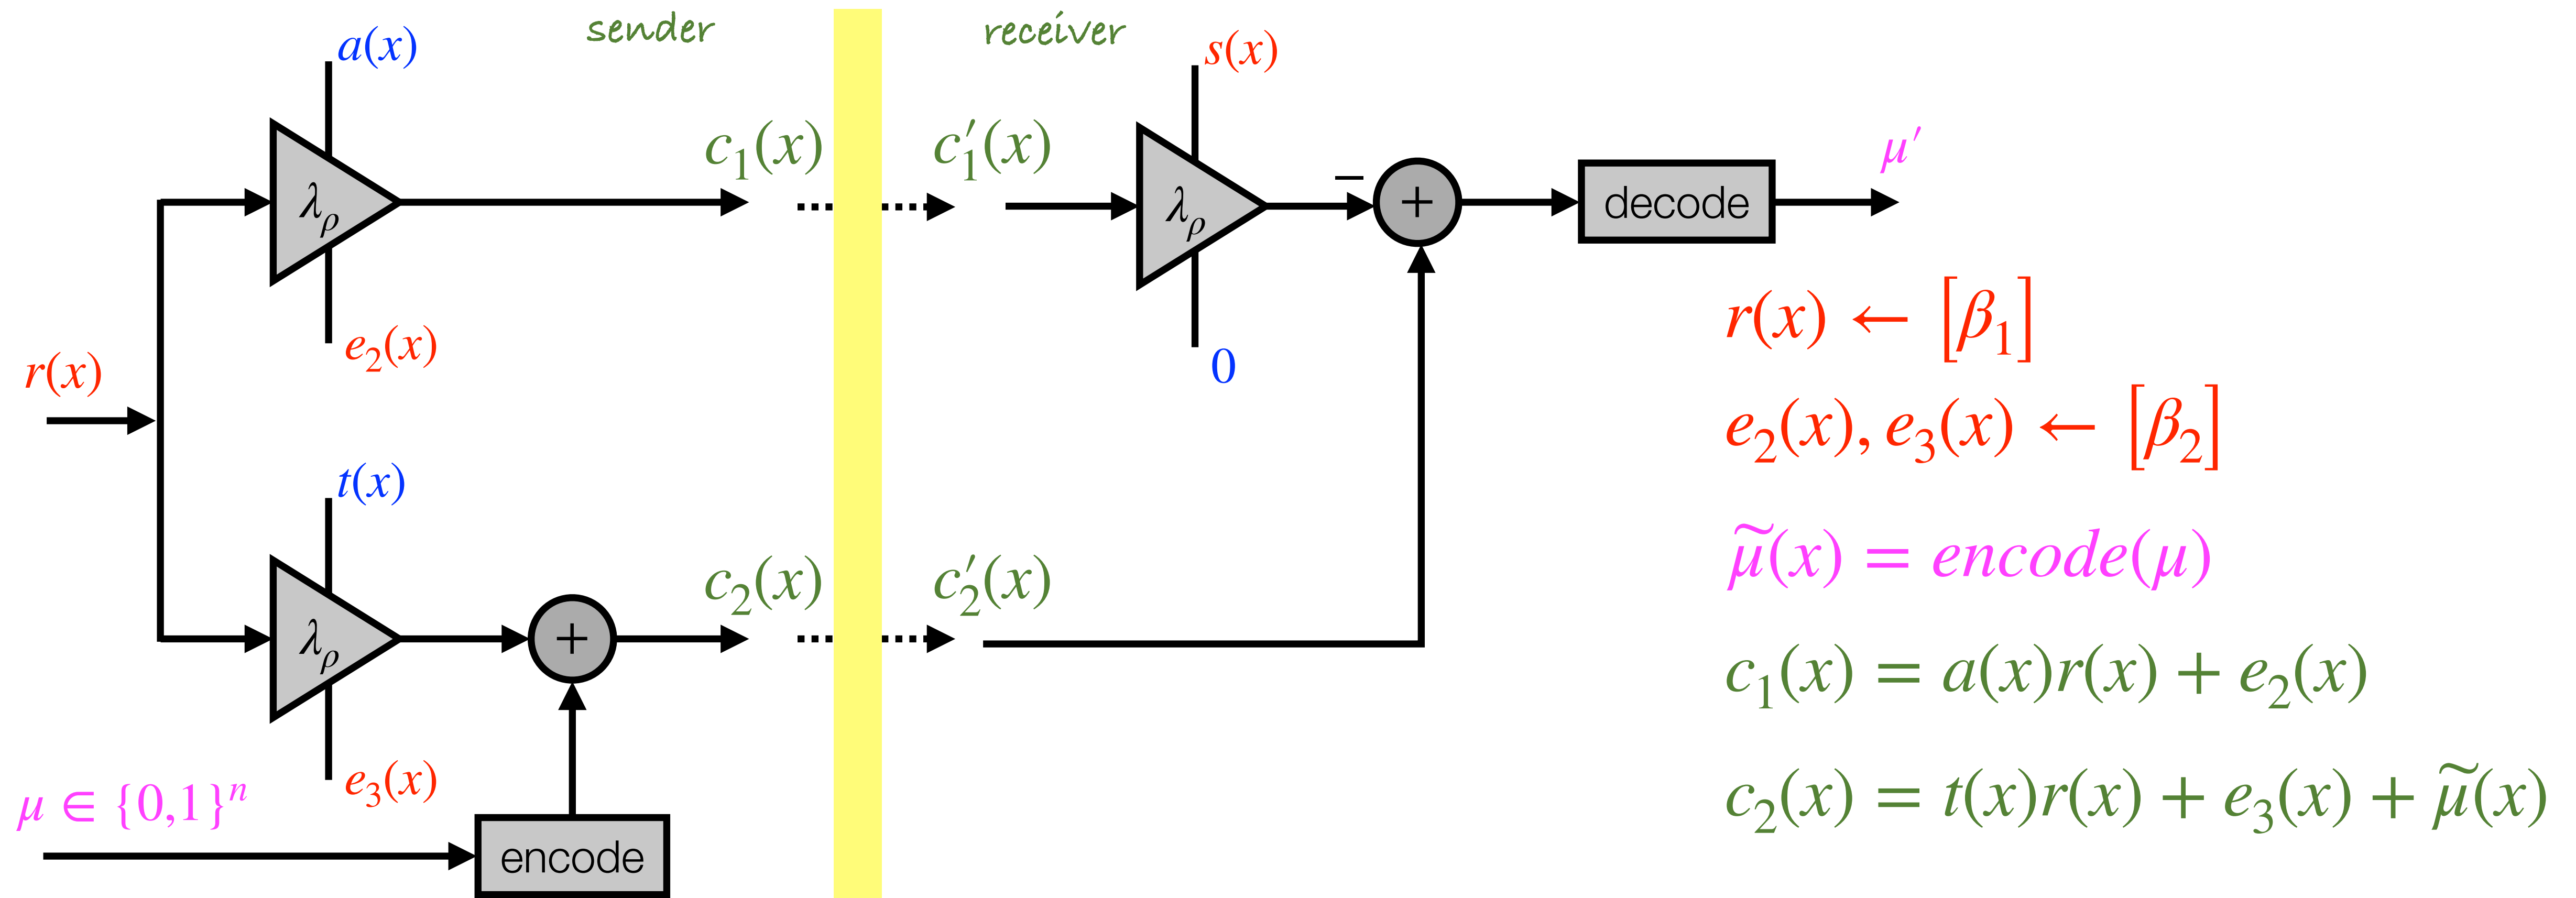 sender
receiver
a(x)
s(x)
c₁(x)
c′₁(x)
μ′
λρ
λρ
−
+
decode
e₂(x)
0
r(x)
r(x) ← [β₁]
e₂(x), e₃(x) ← [β₂]
t(x)
c₂(x)
c′₂(x)
μ̃(x) = encode(μ)
λρ
+
c₁(x) = a(x)r(x) + e₂(x)
e₃(x)
μ ∈ {0,1}ⁿ
c₂(x) = t(x)r(x) + e₃(x) + μ̃(x)
encode